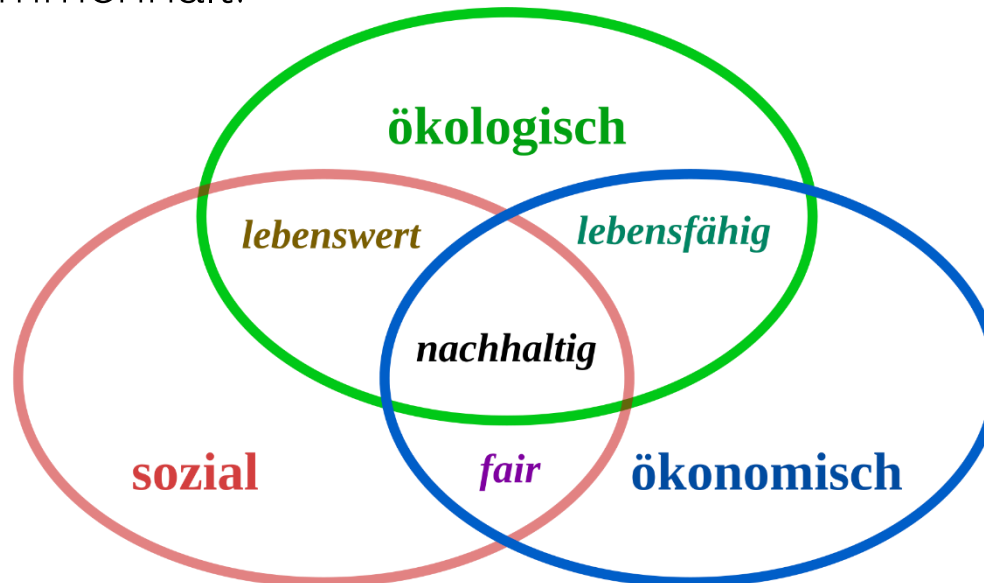 ökologisch
lebenswert
lebensfähig
nachhaltig
sozial
fair
ökonomisch